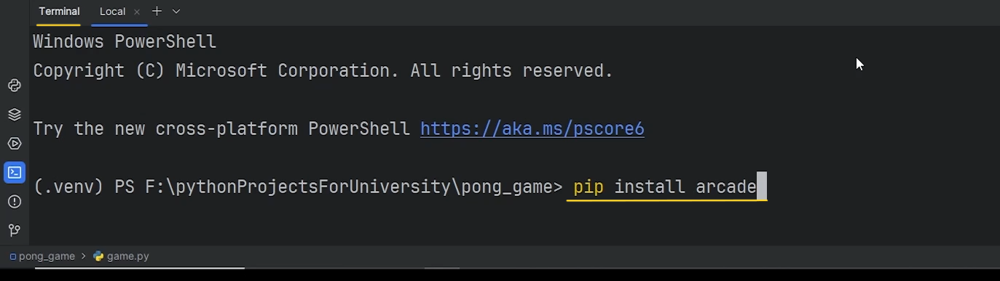 Terminal Local
Windows PowerShell
Copyright (C) Microsoft Corporation. All rights reserved.
Try the new cross-platform PowerShell https://aka.ms/pscore6
(.venv) PS F:\pythonProjectsForUniversity\pong_game> pip install arcade
pong_game > game.py